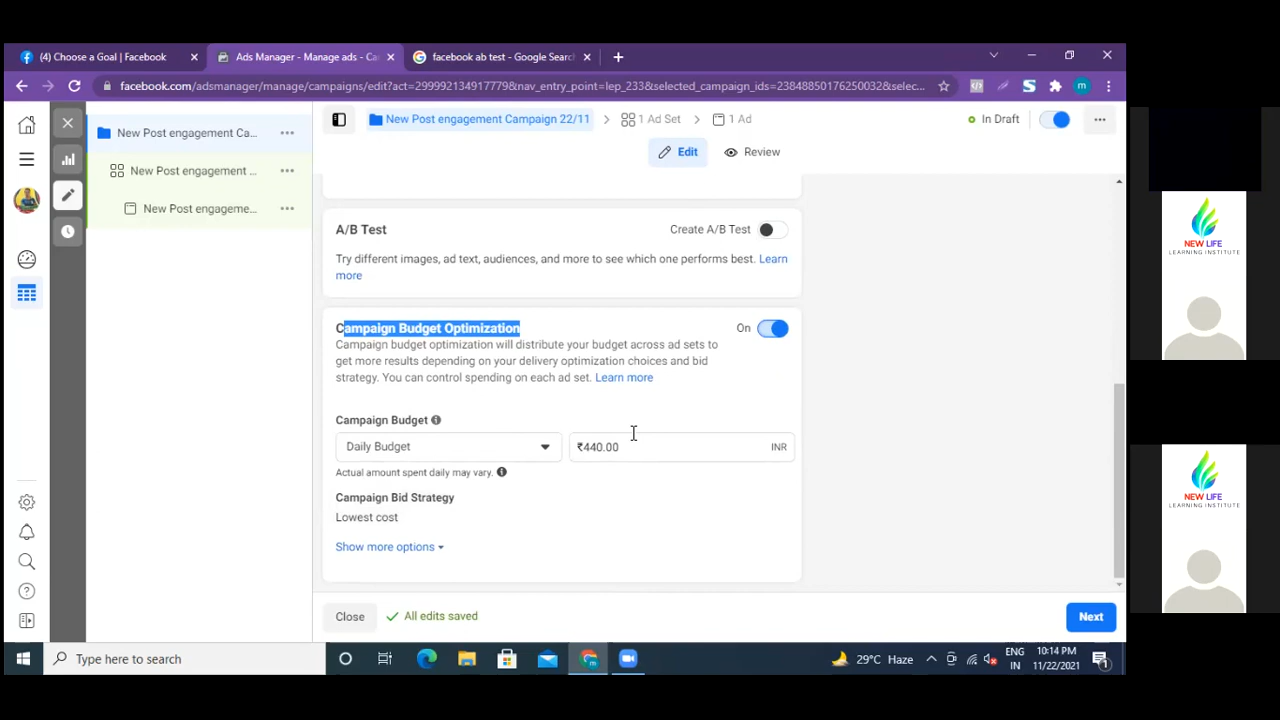 (4) Choose a Goal | Facebook
Ads Manager - Manage ads - Ca
facebook ab test - Google Searc
facebook.com/adsmanager/manage/campaigns/edit?act=299992134917779&nav_entry_point=lep_233&selected_campaign_ids=23848850176250032&selec...
m
New Post engagement Ca...
New Post engagement ...
New Post engageme...
New Post engagement Campaign 22/11
1 Ad Set
1 Ad
In Draft
Edit
Review
A/B Test
Create A/B Test
Try different images, ad text, audiences, and more to see which one performs best. Learn
more
Campaign Budget Optimization
On
Campaign budget optimization will distribute your budget across ad sets to
get more results depending on your delivery optimization choices and bid
strategy. You can control spending on each ad set. Learn more
Campaign Budget
Daily Budget
₹440.00
INR
Actual amount spent daily may vary.
Campaign Bid Strategy
Lowest cost
Show more options
Close
All edits saved
Next
NEW LIFE
LEARNING INSTITUTE
NEW LIFE
LEARNING INSTITUTE
Type here to search
29°C Haze
ENG
IN
10:14 PM
11/22/2021
1